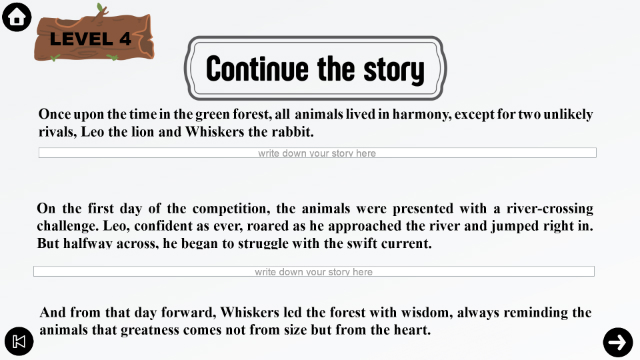 LEVEL 4
Continue the story
Once upon the time in the green forest, all animals lived in harmony, except for two unlikely
rivals, Leo the lion and Whiskers the rabbit.
write down your story here
On the first day of the competition, the animals were presented with a river-crossing
challenge. Leo, confident as ever, roared as he approached the river and jumped right in.
But halfway across, he began to struggle with the swift current.
write down your story here
And from that day forward, Whiskers led the forest with wisdom, always reminding the
animals that greatness comes not from size but from the heart.